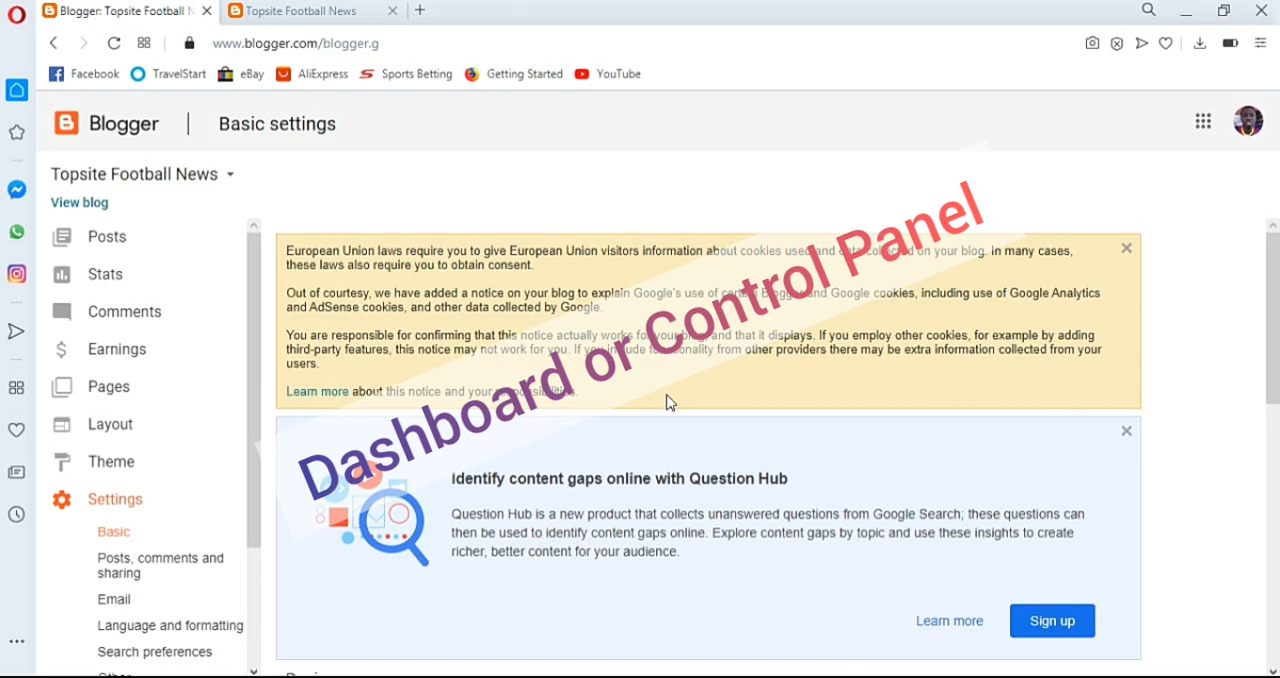 Blogger: Topsite Football N
Topsite Football News
www.blogger.com/blogger.g
Facebook TravelStart eBay AliExpress Sports Betting Getting Started YouTube
Blogger Basic settings
Topsite Football News
View blog
Posts
Stats
Comments
Earnings
Pages
Layout
Theme
Settings
Basic
Posts, comments and
sharing
Email
Language and formatting
Search preferences
European Union laws require you to give European Union visitors information about cookies used and data collected on your blog. In many cases,
these laws also require you to obtain consent.
Out of courtesy, we have added a notice on your blog to explain Google's use of certain Blogger and Google cookies, including use of Google Analytics
and AdSense cookies, and other data collected by Google.
You are responsible for confirming that this notice actually works for your blog, and that it displays. If you employ other cookies, for example by adding
third-party features, this notice may not work for you. If you include functionality from other providers there may be extra information collected from your
users.
Learn more about this notice and your responsibilities.
Dashboard or Control Panel
Identify content gaps online with Question Hub
Question Hub is a new product that collects unanswered questions from Google Search; these questions can
then be used to identify content gaps online. Explore content gaps by topic and use these insights to create
richer, better content for your audience.
Learn more Sign up